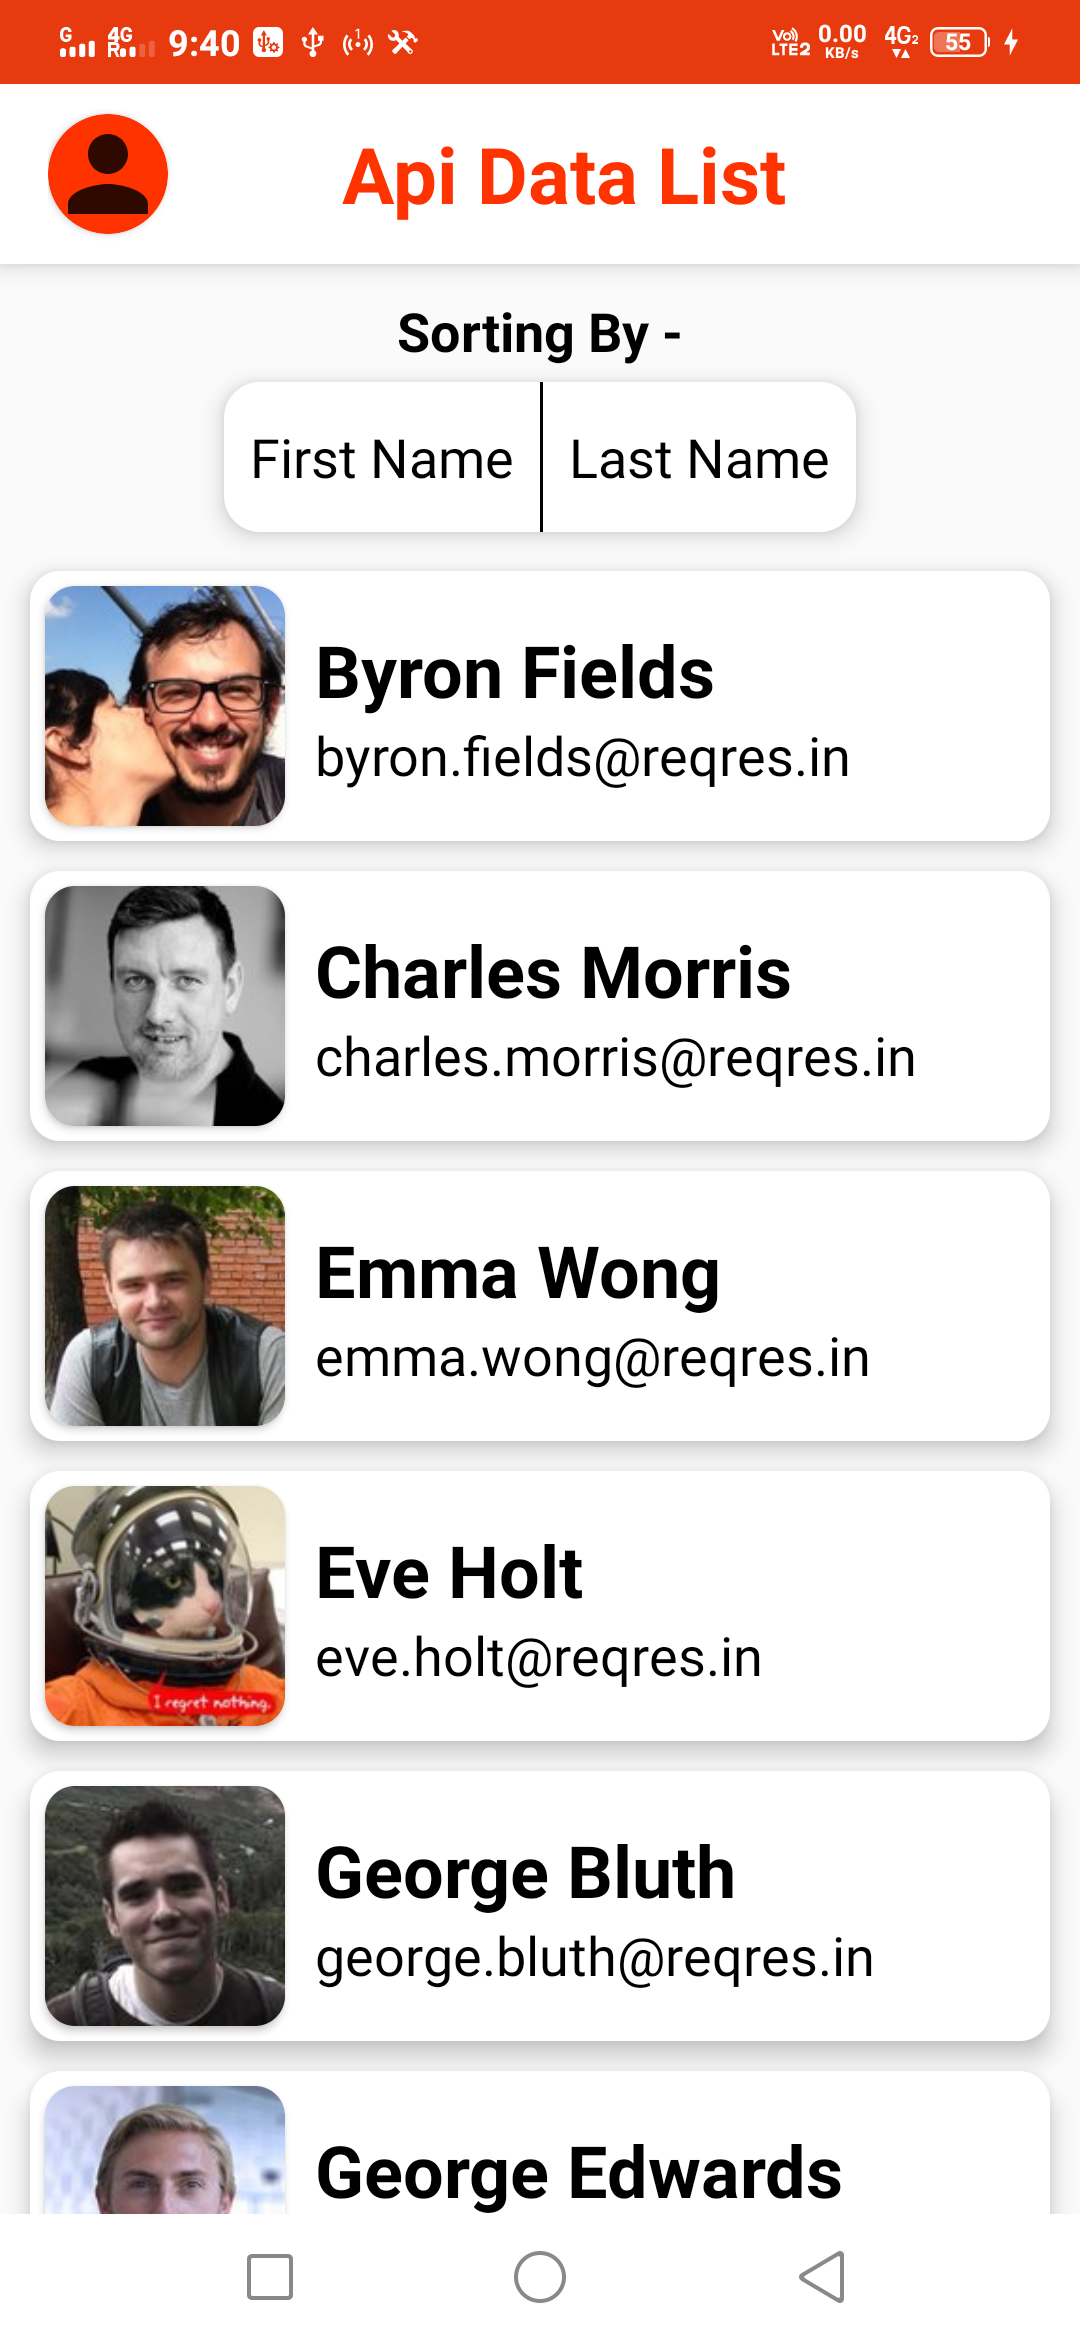 G 4G R 9:40 1 Vo) LTE2 0.00 KB/s 4G2 55
Api Data List
Sorting By -
First Name Last Name
Byron Fields
byron.fields@reqres.in
Charles Morris
charles.morris@reqres.in
Emma Wong
emma.wong@reqres.in
Eve Holt
eve.holt@reqres.in
I regret nothing.
George Bluth
george.bluth@reqres.in
George Edwards